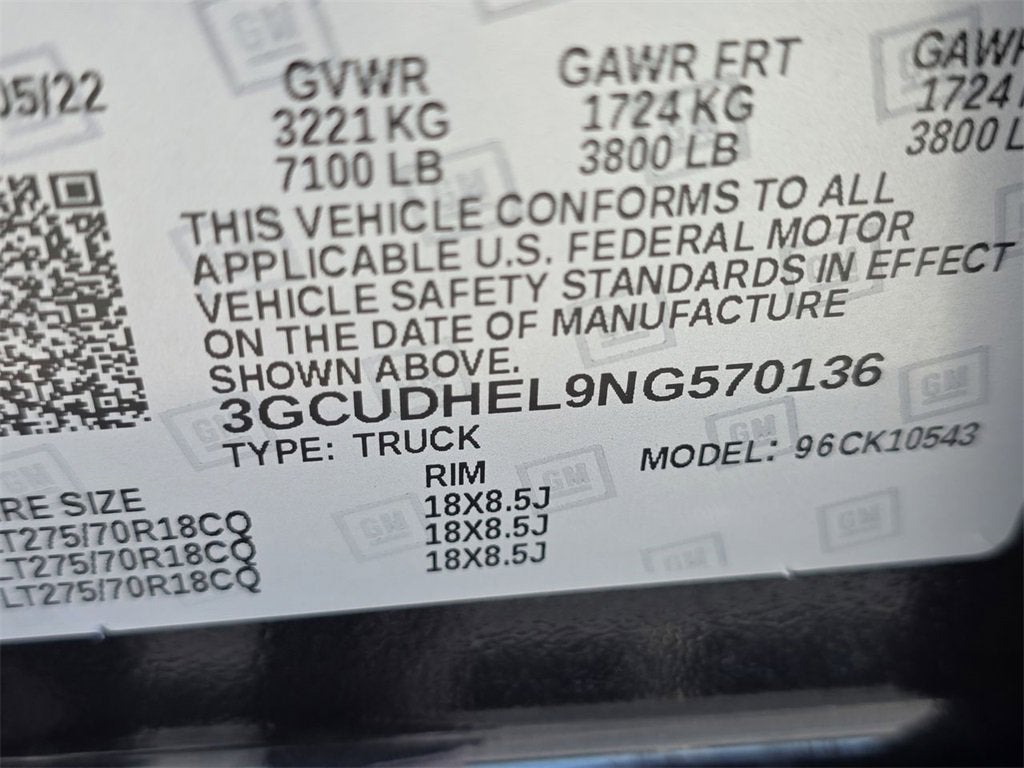 05/22
GVWR
3221 KG
7100 LB
GAWR FRT
1724 KG
3800 LB
GAWR
1724
3800 L
THIS VEHICLE CONFORMS TO ALL
APPLICABLE U.S. FEDERAL MOTOR
VEHICLE SAFETY STANDARDS IN EFFECT
ON THE DATE OF MANUFACTURE
SHOWN ABOVE.
3GCUDHEL9NG570136
TYPE: TRUCK
MODEL: 96CK10543
RE SIZE
LT275/70R18CQ
LT275/70R18CQ
LT275/70R18CQ
RIM
18X8.5J
18X8.5J
18X8.5J